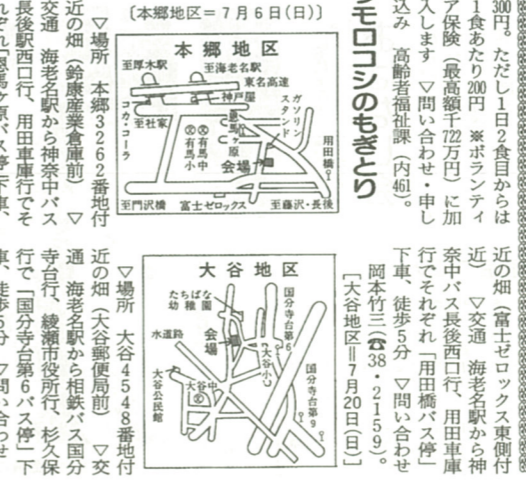 300円。ただし1日2食目からは
1食あたり200円 ※ボランティ
ア保険（最高額千722万円）に加
入します ▽問い合わせ・申し
込み 高齢者福祉課（内461）。
モロコシのもぎとり
［本郷地区＝7月6日（日）］
本郷地区
至厚木駅
至海老名駅
東名高速
神戸屋
ガソリン
スタンド
至社家
コカ・コーラ
㊛有馬小
㊛有馬中
会場
用田橋
至門沢橋
富士ゼロックス
至藤沢・長後
▽場所 本郷3262番地付
近の畑（鈴康産業倉庫前） ▽
交通 海老名駅から神奈中バス
長後駅西口行、用田車庫行でそ
近の畑（富士ゼロックス東側付
近） ▽交通 海老名駅から神
奈中バス長後西口行、用田車庫
行でそれぞれ「用田橋バス停」
下車、徒歩5分 ▽問い合わせ
岡本竹三（☎38・2159）。
［大谷地区＝7月20日（日）］
大谷地区
たちばな
幼稚園
国分寺台第6
水道路
会場
大谷小
大谷中
国分寺台第9
大谷公民館
▽場所 大谷4548番地付
近の畑（大谷郵便局前） ▽交
通 海老名駅から相鉄バス国分
寺台行、綾瀬市役所行、杉久保
行で「国分寺台第6バス停」下